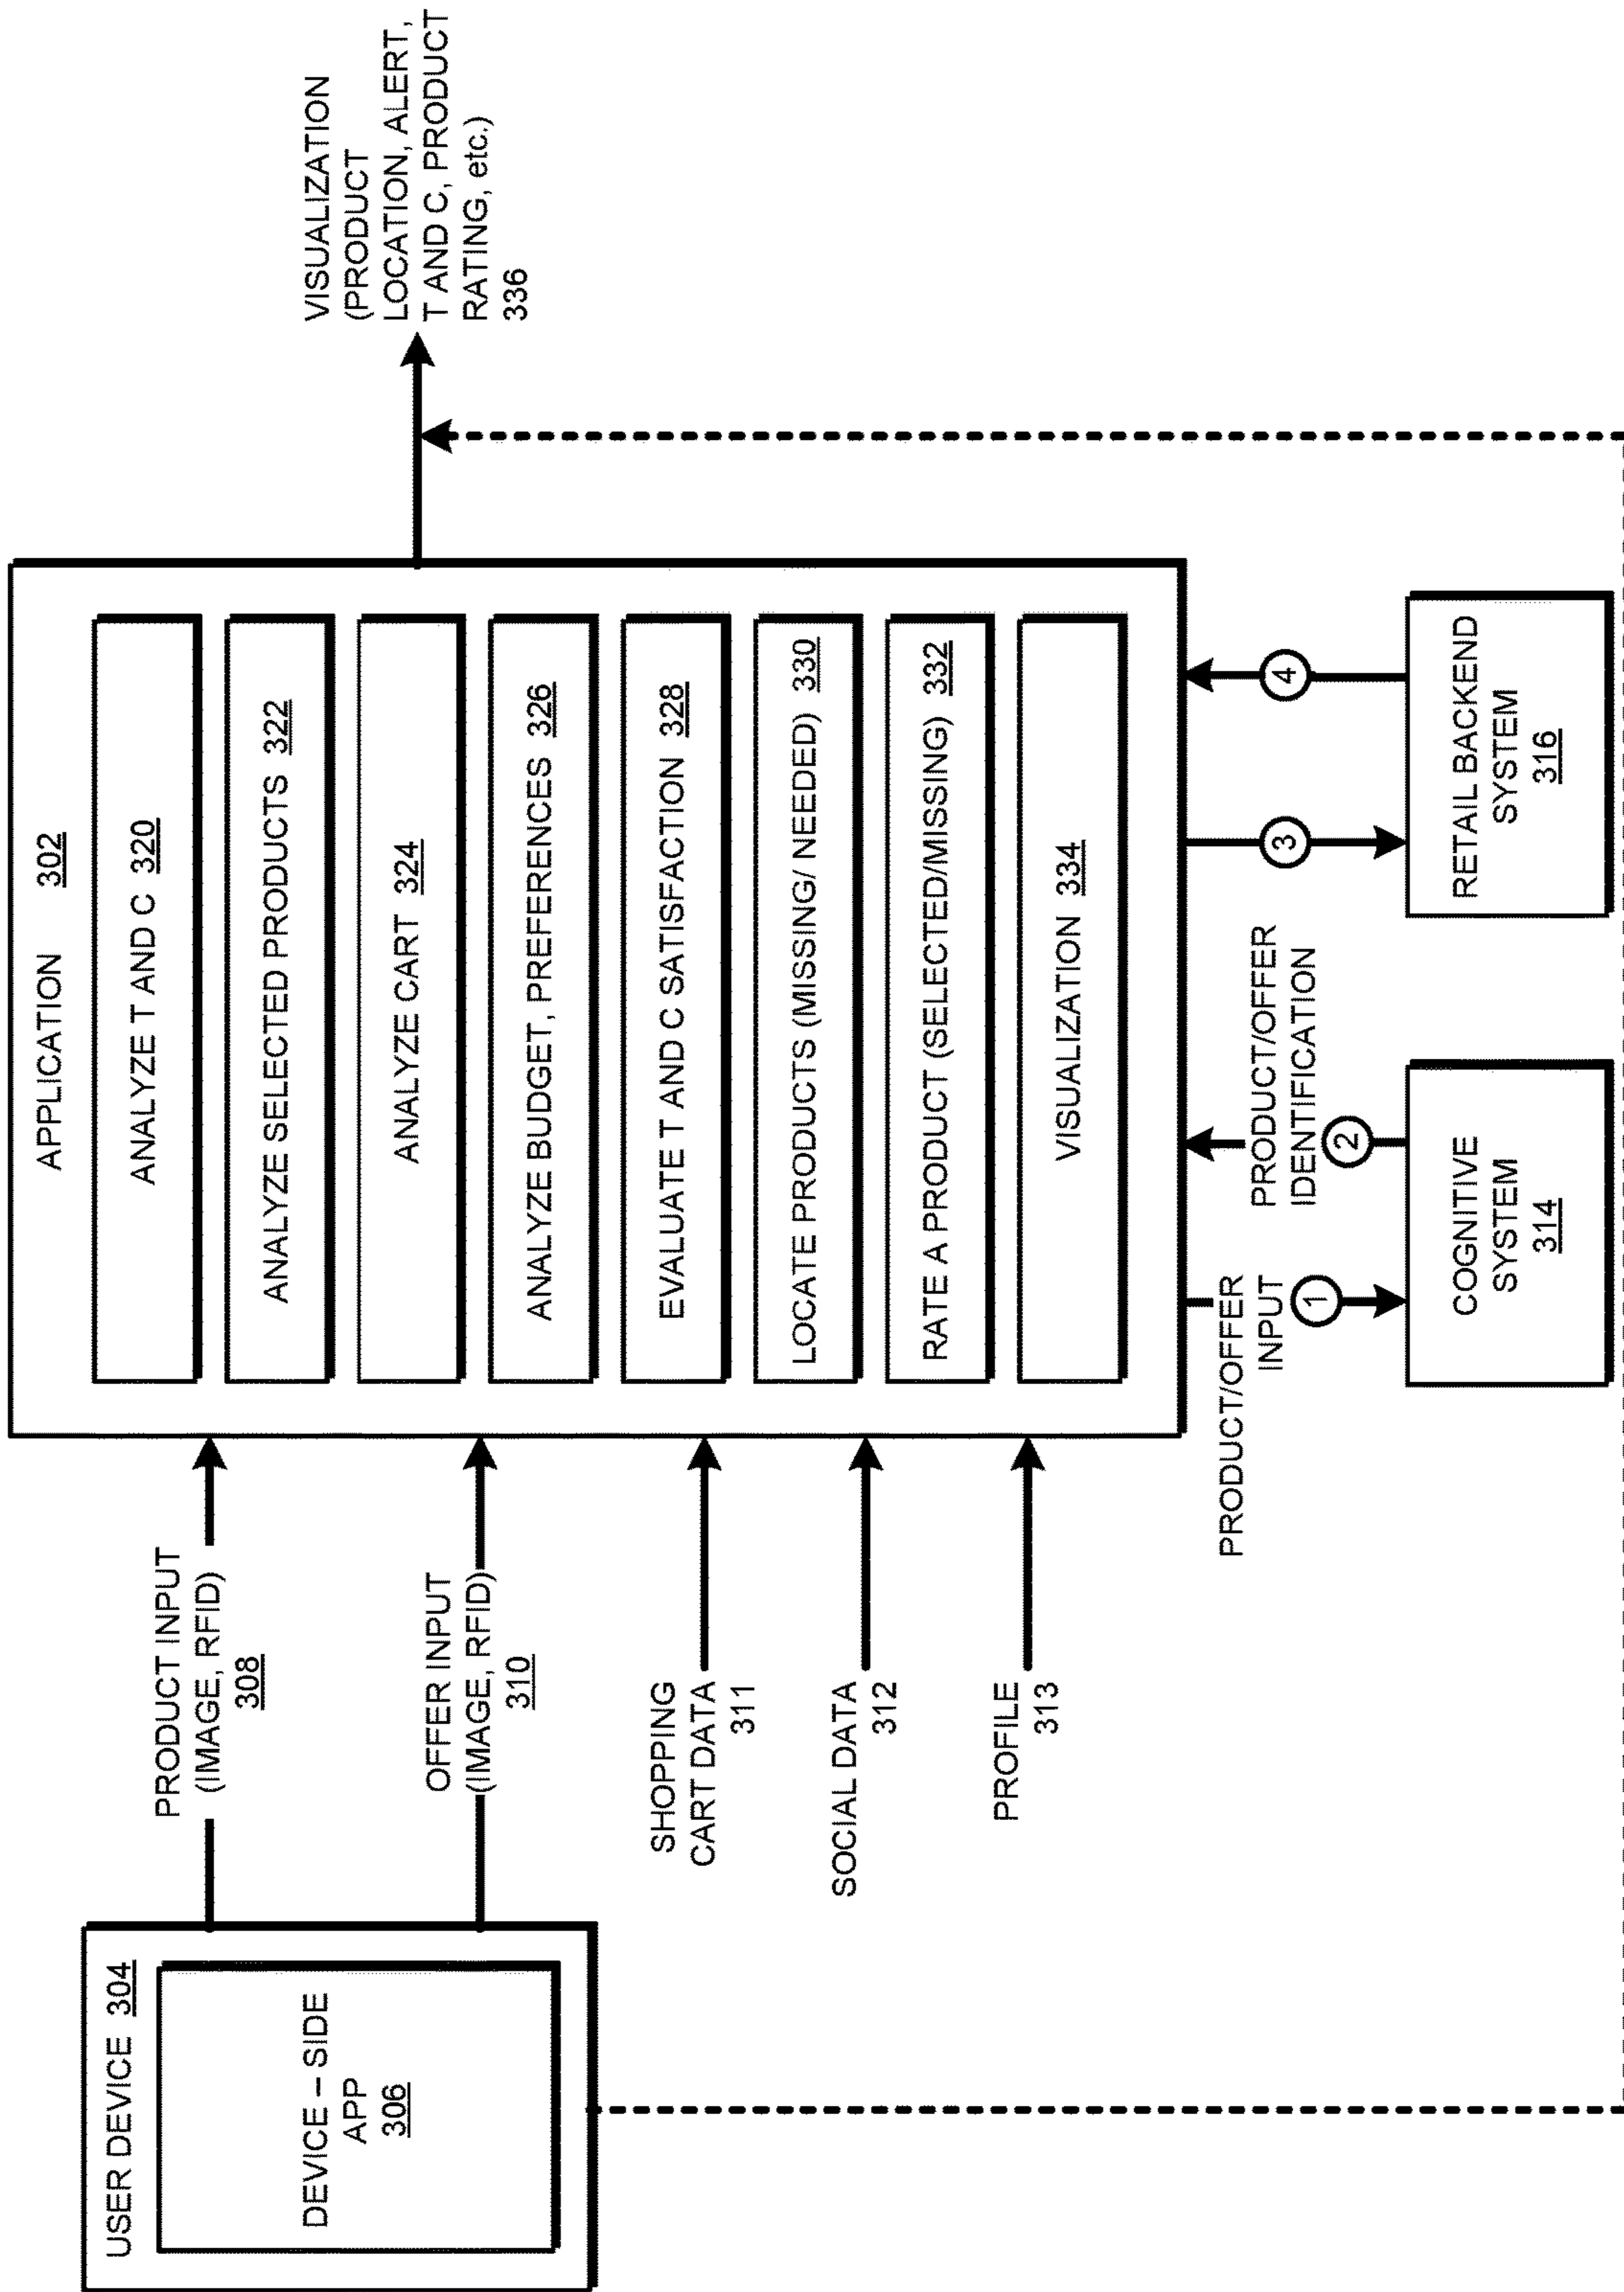 USER DEVICE 304
DEVICE – SIDE
APP
306
PRODUCT INPUT
(IMAGE, RFID)
308
OFFER INPUT
(IMAGE, RFID)
310
SHOPPING
CART DATA
311
SOCIAL DATA
312
PROFILE
313
APPLICATION 302
ANALYZE T AND C 320
ANALYZE SELECTED PRODUCTS 322
ANALYZE CART 324
ANALYZE BUDGET, PREFERENCES 326
EVALUATE T AND C SATISFACTION 328
LOCATE PRODUCTS (MISSING/ NEEDED) 330
RATE A PRODUCT (SELECTED/MISSING) 332
VISUALIZATION 334
PRODUCT/OFFER
INPUT
1
PRODUCT/OFFER
IDENTIFICATION
2
3
4
COGNITIVE
SYSTEM
314
RETAIL BACKEND
SYSTEM
316
VISUALIZATION
(PRODUCT
LOCATION, ALERT,
T AND C, PRODUCT
RATING, etc.)
336